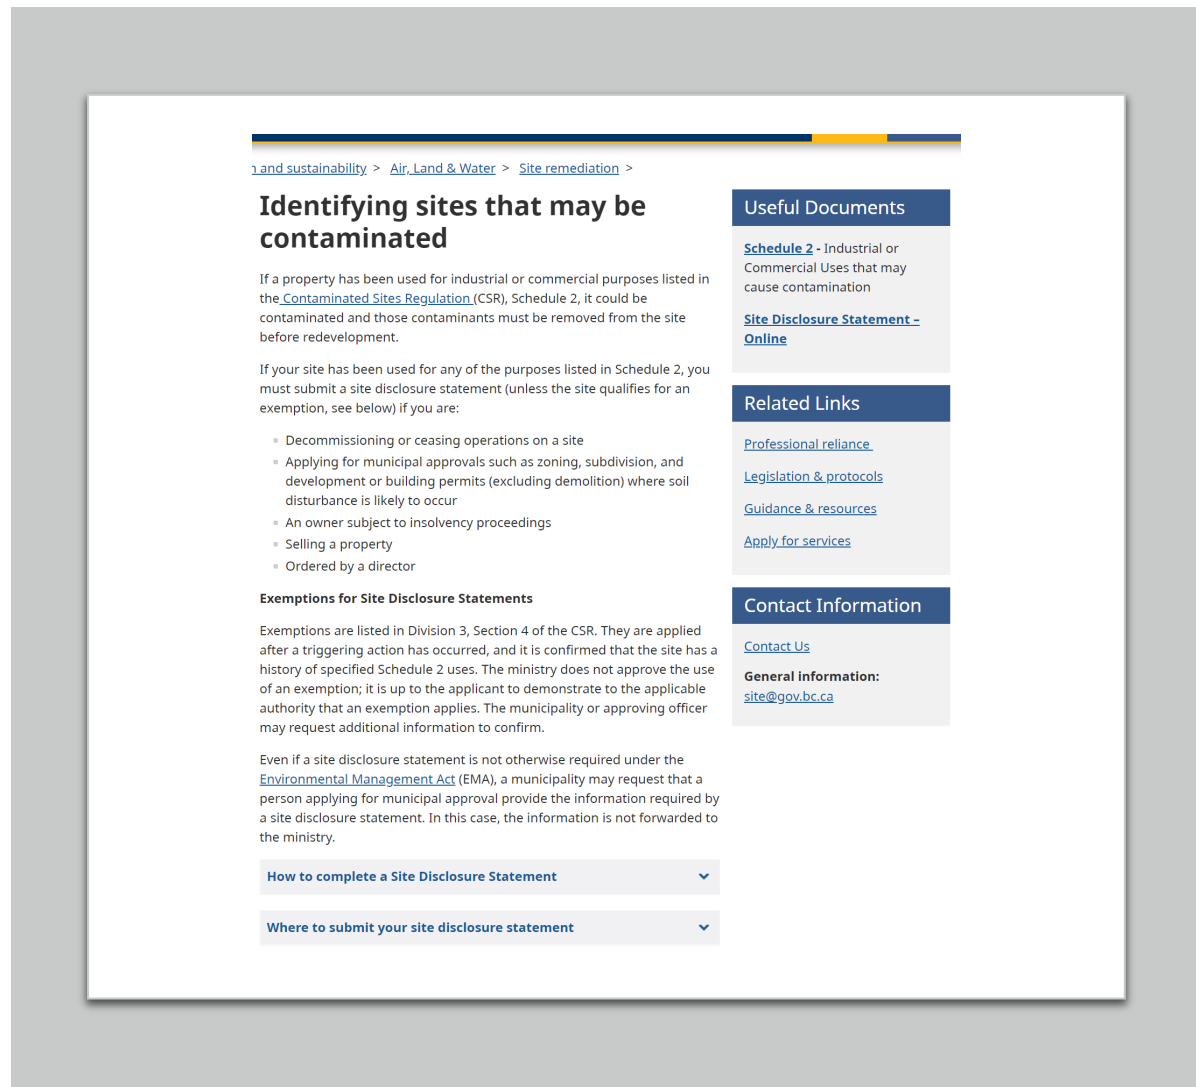 and sustainability > Air, Land & Water > Site remediation >
Identifying sites that may be
contaminated
If a property has been used for industrial or commercial purposes listed in
the Contaminated Sites Regulation (CSR), Schedule 2, it could be
contaminated and those contaminants must be removed from the site
before redevelopment.
If your site has been used for any of the purposes listed in Schedule 2, you
must submit a site disclosure statement (unless the site qualifies for an
exemption, see below) if you are:
Decommissioning or ceasing operations on a site
Applying for municipal approvals such as zoning, subdivision, and
development or building permits (excluding demolition) where soil
disturbance is likely to occur
An owner subject to insolvency proceedings
Selling a property
Ordered by a director
Exemptions for Site Disclosure Statements
Exemptions are listed in Division 3, Section 4 of the CSR. They are applied
after a triggering action has occurred, and it is confirmed that the site has a
history of specified Schedule 2 uses. The ministry does not approve the use
of an exemption; it is up to the applicant to demonstrate to the applicable
authority that an exemption applies. The municipality or approving officer
may request additional information to confirm.
Even if a site disclosure statement is not otherwise required under the
Environmental Management Act (EMA), a municipality may request that a
person applying for municipal approval provide the information required by
a site disclosure statement. In this case, the information is not forwarded to
the ministry.
How to complete a Site Disclosure Statement
Where to submit your site disclosure statement
Useful Documents
Schedule 2 - Industrial or
Commercial Uses that may
cause contamination
Site Disclosure Statement –
Online
Related Links
Professional reliance
Legislation & protocols
Guidance & resources
Apply for services
Contact Information
Contact Us
General information:
site@gov.bc.ca